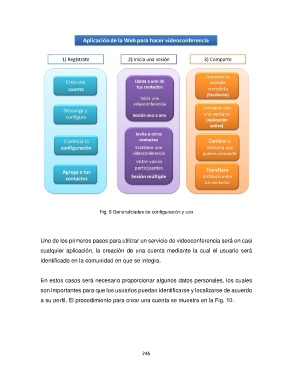 Aplicación de la Web para hacer videoconferencia
1) Regístrate
2) Inicia una sesión
3) Comparte
Crea una
cuenta
Descarga y
configura
Comienza la
configuración
Agrega a tus
contactos
Llama a uno de
tus contactos
Inicia una
videoconferencia
Sesión uno a uno
Invita a otros
contactos
Establece una
videoconferencia
entre varios
participantes
Sesión múltiple
Comparte tu
pantalla
completa
(Escritorio)
Comparte solo
una ventana
(Aplicación
activa)
Cambia la
ventana que
quieres compartir
Transfiere
archivos entre
tus contactos
Fig. 9 Generalidades de configuración y uso
Uno de los primeros pasos para utilizar un servicio de videoconferencia será en casi
cualquier aplicación, la creación de una cuenta mediante la cual el usuario será
identificado en la comunidad en que se integra.
En estos casos será necesario proporcionar algunos datos personales, los cuales
son importantes para que los usuarios puedan identificarse y localizarse de acuerdo
a su perfil. El procedimiento para crear una cuenta se muestra en la Fig. 10.
246